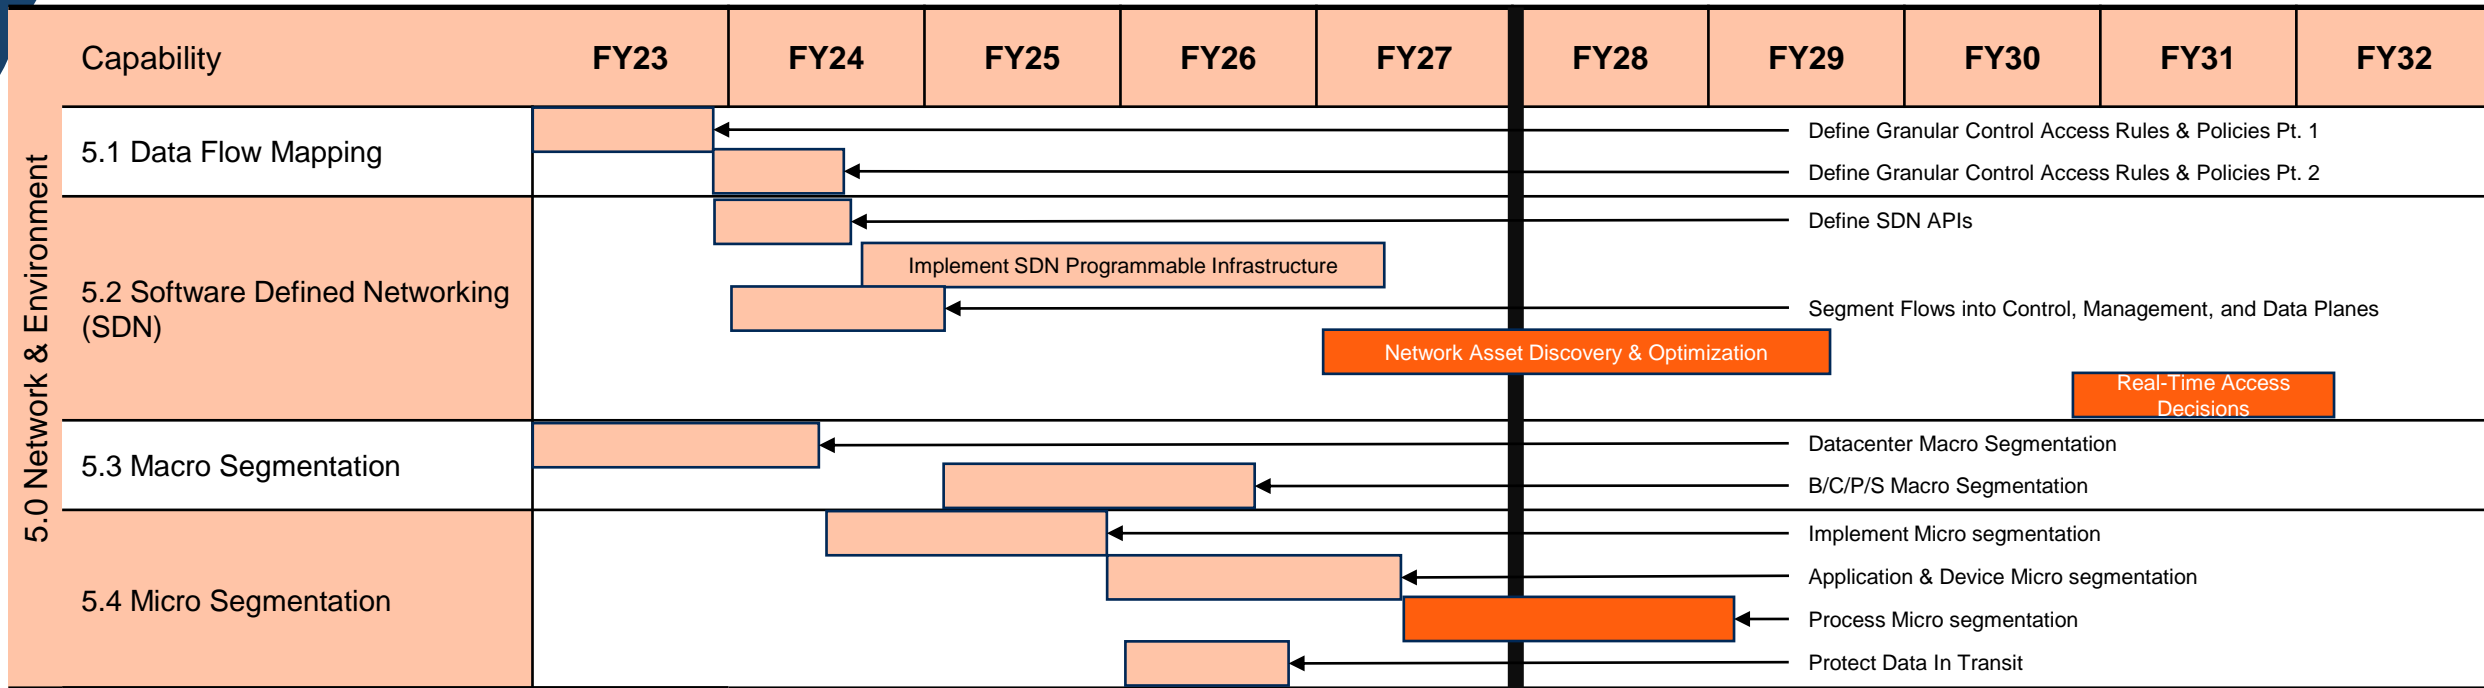 Capability FY23 FY24 FY25 FY26 FY27 FY28 FY29 FY30 FY31 FY32
5.0 Network & Environment
5.1 Data Flow Mapping
Define Granular Control Access Rules & Policies Pt. 1
Define Granular Control Access Rules & Policies Pt. 2
5.2 Software Defined Networking
(SDN)
Define SDN APIs
Implement SDN Programmable Infrastructure
Segment Flows into Control, Management, and Data Planes
Network Asset Discovery & Optimization
Real-Time Access
Decisions
5.3 Macro Segmentation
Datacenter Macro Segmentation
B/C/P/S Macro Segmentation
5.4 Micro Segmentation
Implement Micro segmentation
Application & Device Micro segmentation
Process Micro segmentation
Protect Data In Transit